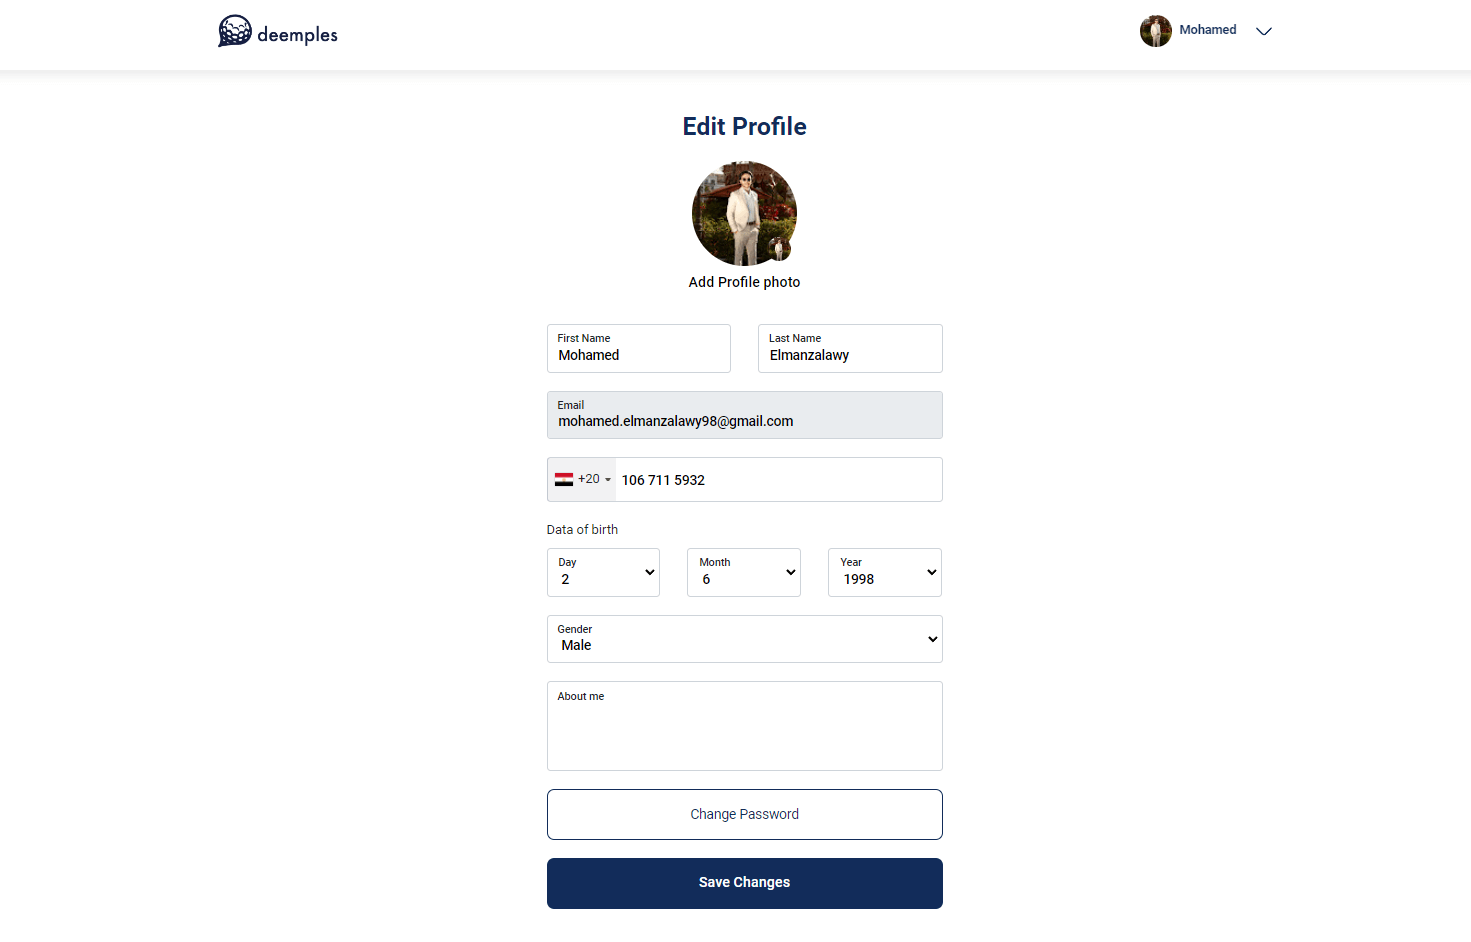 deemples
Mohamed
Edit Profile
Add Profile photo
First Name
Mohamed
Last Name
Elmanzalawy
Email
mohamed.elmanzalawy98@gmail.com
+20
106 711 5932
Data of birth
Day
2
Month
6
Year
1998
Gender
Male
About me
Change Password
Save Changes